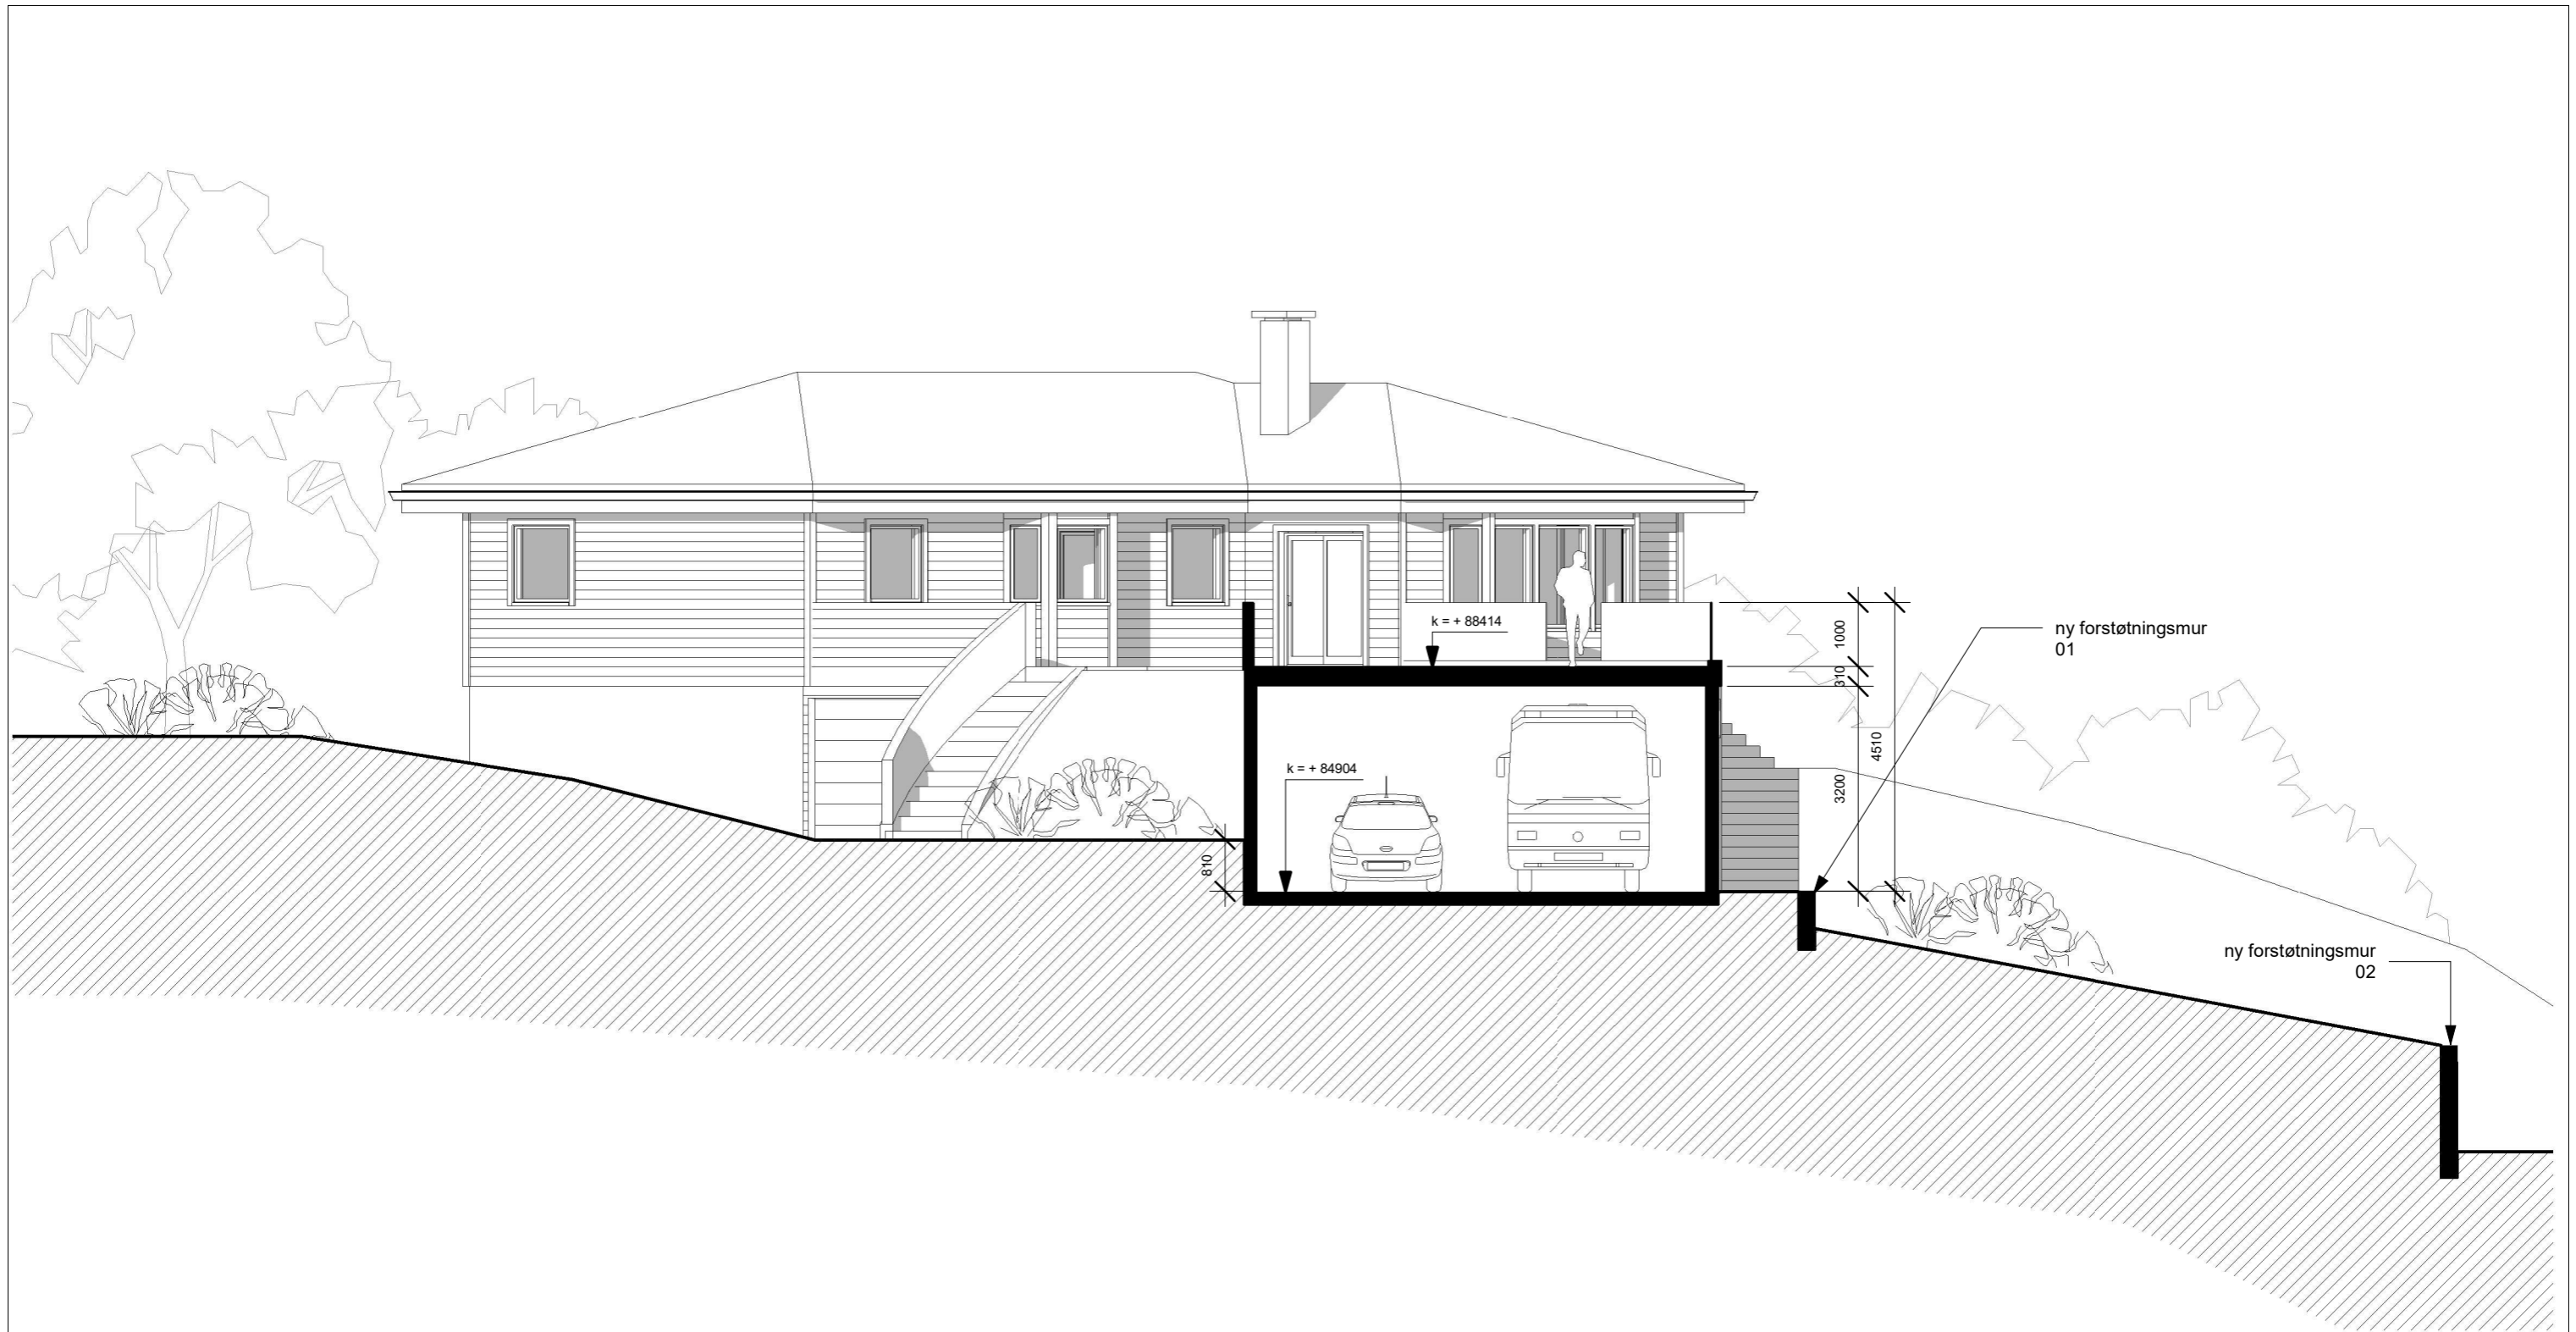 k = + 88414
1000
310
ny forstøtningsmur
01
k = + 84904
4510
3200
810
ny forstøtningsmur
02